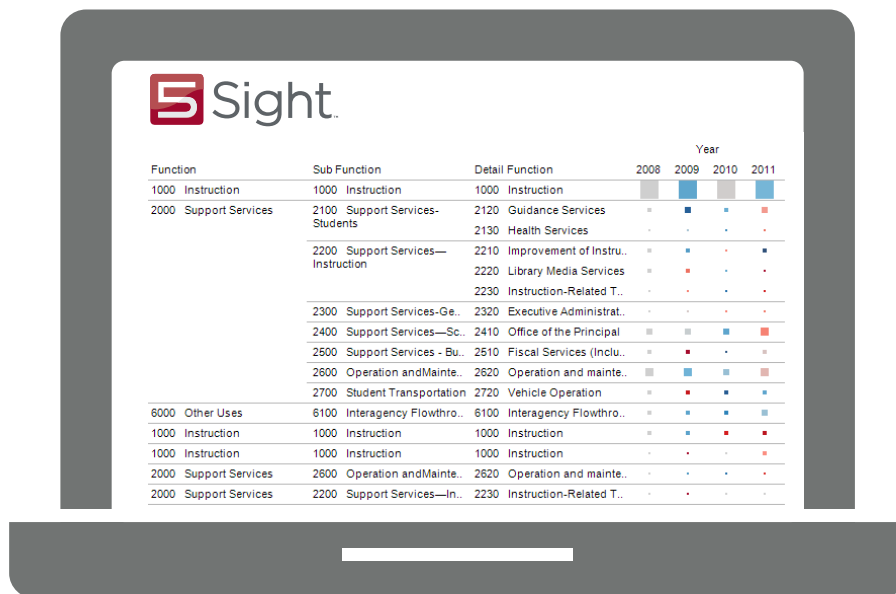 5 Sight™
Year
Function Sub Function Detail Function 2008 2009 2010 2011
1000 Instruction 1000 Instruction 1000 Instruction
2000 Support Services 2100 Support Services- 2120 Guidance Services
Students
2130 Health Services
2200 Support Services— 2210 Improvement of Instru..
Instruction
2220 Library Media Services
2230 Instruction-Related T..
2300 Support Services-Ge.. 2320 Executive Administrat..
2400 Support Services—Sc.. 2410 Office of the Principal
2500 Support Services - Bu.. 2510 Fiscal Services (Inclu..
2600 Operation andMainte.. 2620 Operation and mainte..
2700 Student Transportation 2720 Vehicle Operation
6000 Other Uses 6100 Interagency Flowthro.. 6100 Interagency Flowthro..
1000 Instruction 1000 Instruction 1000 Instruction
1000 Instruction 1000 Instruction 1000 Instruction
2000 Support Services 2600 Operation andMainte.. 2620 Operation and mainte..
2000 Support Services 2200 Support Services—In.. 2230 Instruction-Related T..